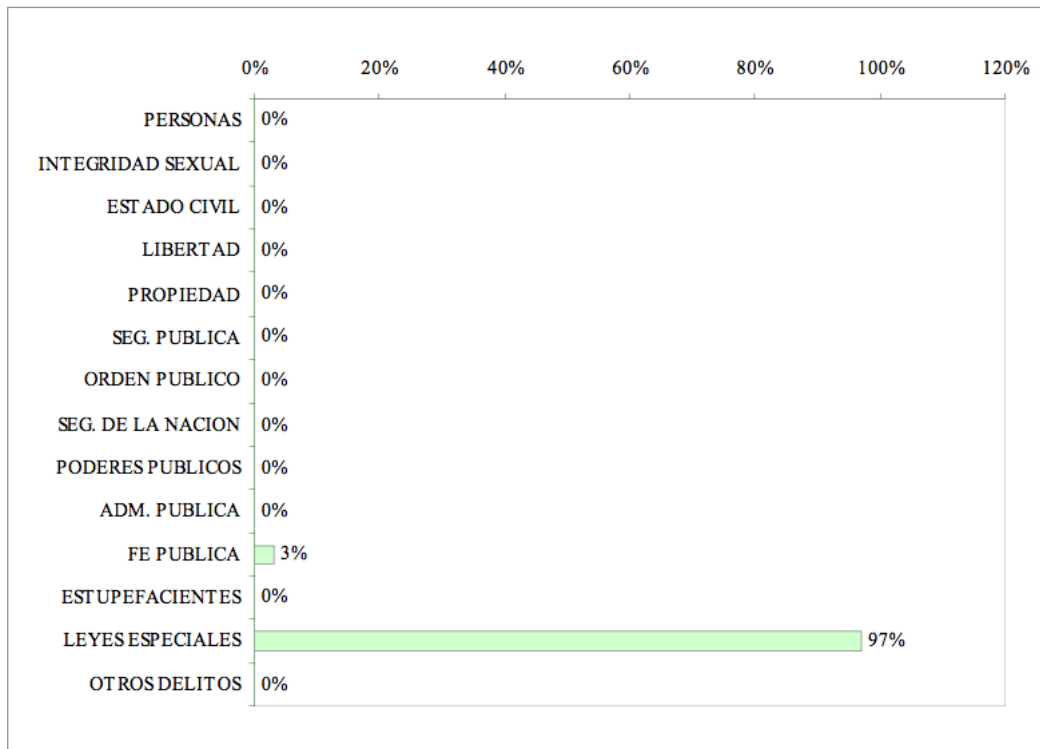 0% 20% 40% 60% 80% 100% 120%
PERSONAS 0%
INTEGRIDAD SEXUAL 0%
ESTADO CIVIL 0%
LIBERTAD 0%
PROPIEDAD 0%
SEG. PUBLICA 0%
ORDEN PUBLICO 0%
SEG. DE LA NACION 0%
PODERES PUBLICOS 0%
ADM. PUBLICA 0%
FE PUBLICA 3%
ESTUPEFACIENTES 0%
LEYES ESPECIALES 97%
OTROS DELITOS 0%